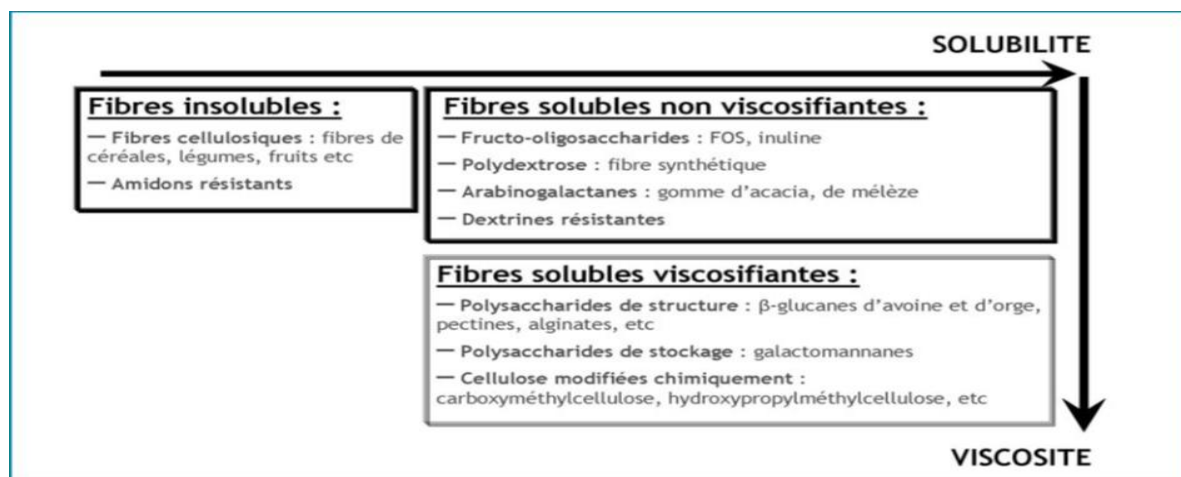 SOLUBILITE
Fibres insolubles :
— Fibres cellulosiques : fibres de
céréales, légumes, fruits etc
— Amidons résistants
Fibres solubles non viscosifiantes :
— Fructo-oligosaccharides : FOS, inuline
— Polydextrose : fibre synthétique
— Arabinogalactanes : gomme d’acacia, de mélèze
— Dextrines résistantes
Fibres solubles viscosifiantes :
— Polysaccharides de structure : β-glucanes d’avoine et d’orge,
pectines, alginates, etc
— Polysaccharides de stockage : galactomannanes
— Cellulose modifiées chimiquement :
carboxyméthylcellulose, hydroxypropylméthylcellulose, etc
VISCOSITE